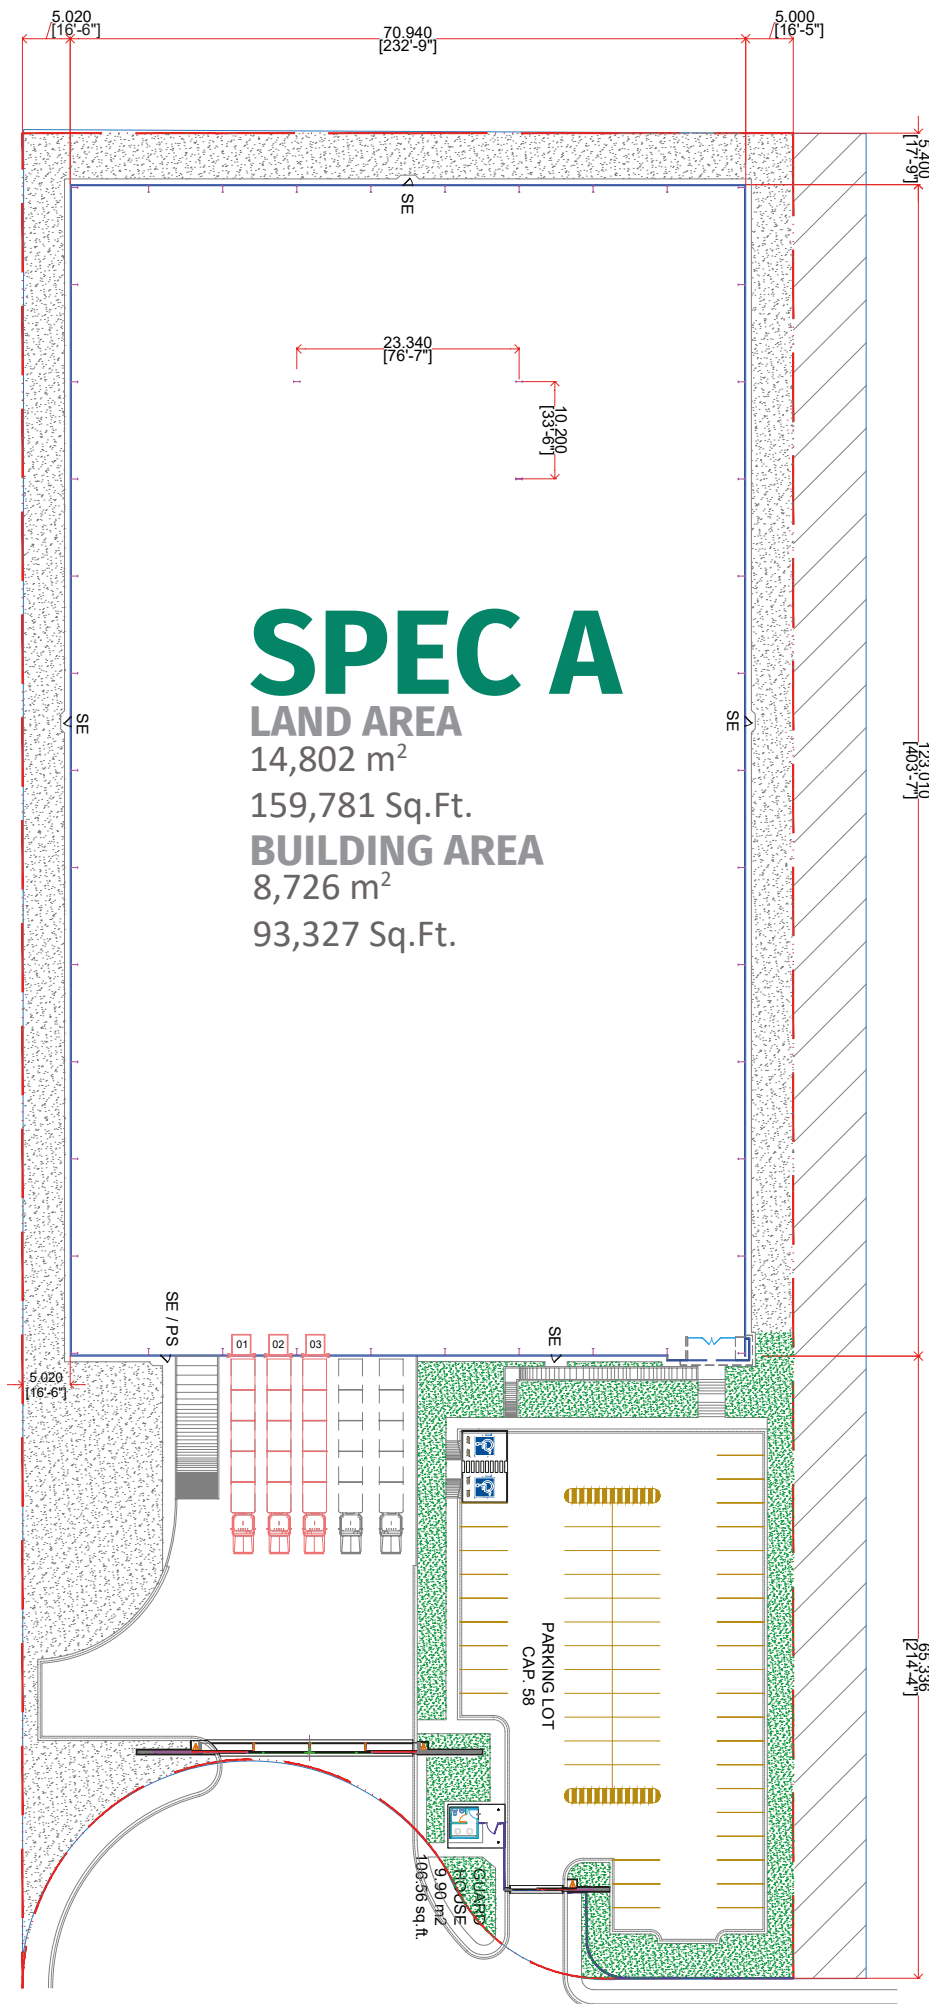 5.020
[16'-6"]
70.940
[232'-9"]
5.000
[16'-5"]
5.400
[17'-9"]
SE
23.340
[76'-7"]
10.200
[33'-6"]
SPEC A
LAND AREA
14,802 m²
159,781 Sq.Ft.
BUILDING AREA
8,726 m²
93,327 Sq.Ft.
SE
SE
123.010
[403'-7"]
SE / PS
01
02
03
SE
5.020
[16'-6"]
65.336
[214'-4"]
PARKING LOT
CAP. 58
GUARD
HOUSE
9.90 m2
106.56 sq.ft.